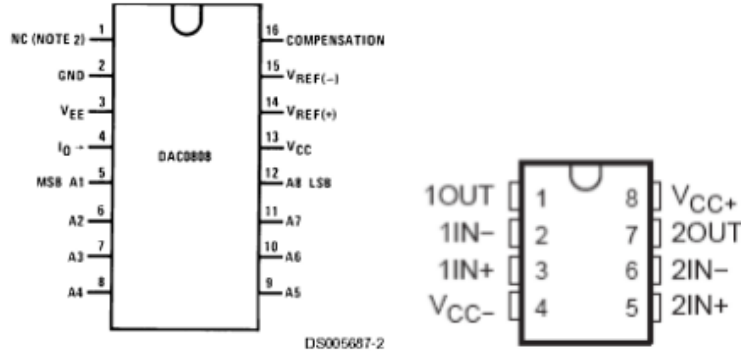 NC (NOTE 2) 1
16 COMPENSATION
GND 2
15 VREF(−)
VEE 3
14 VREF(+)
IO → 4
13 VCC
DAC0808
MSB A1 5
12 A8 LSB
A2 6
11 A7
A3 7
10 A6
A4 8
9 A5
DS005687-2
1OUT 1
8 VCC+
1IN− 2
7 2OUT
1IN+ 3
6 2IN−
VCC− 4
5 2IN+